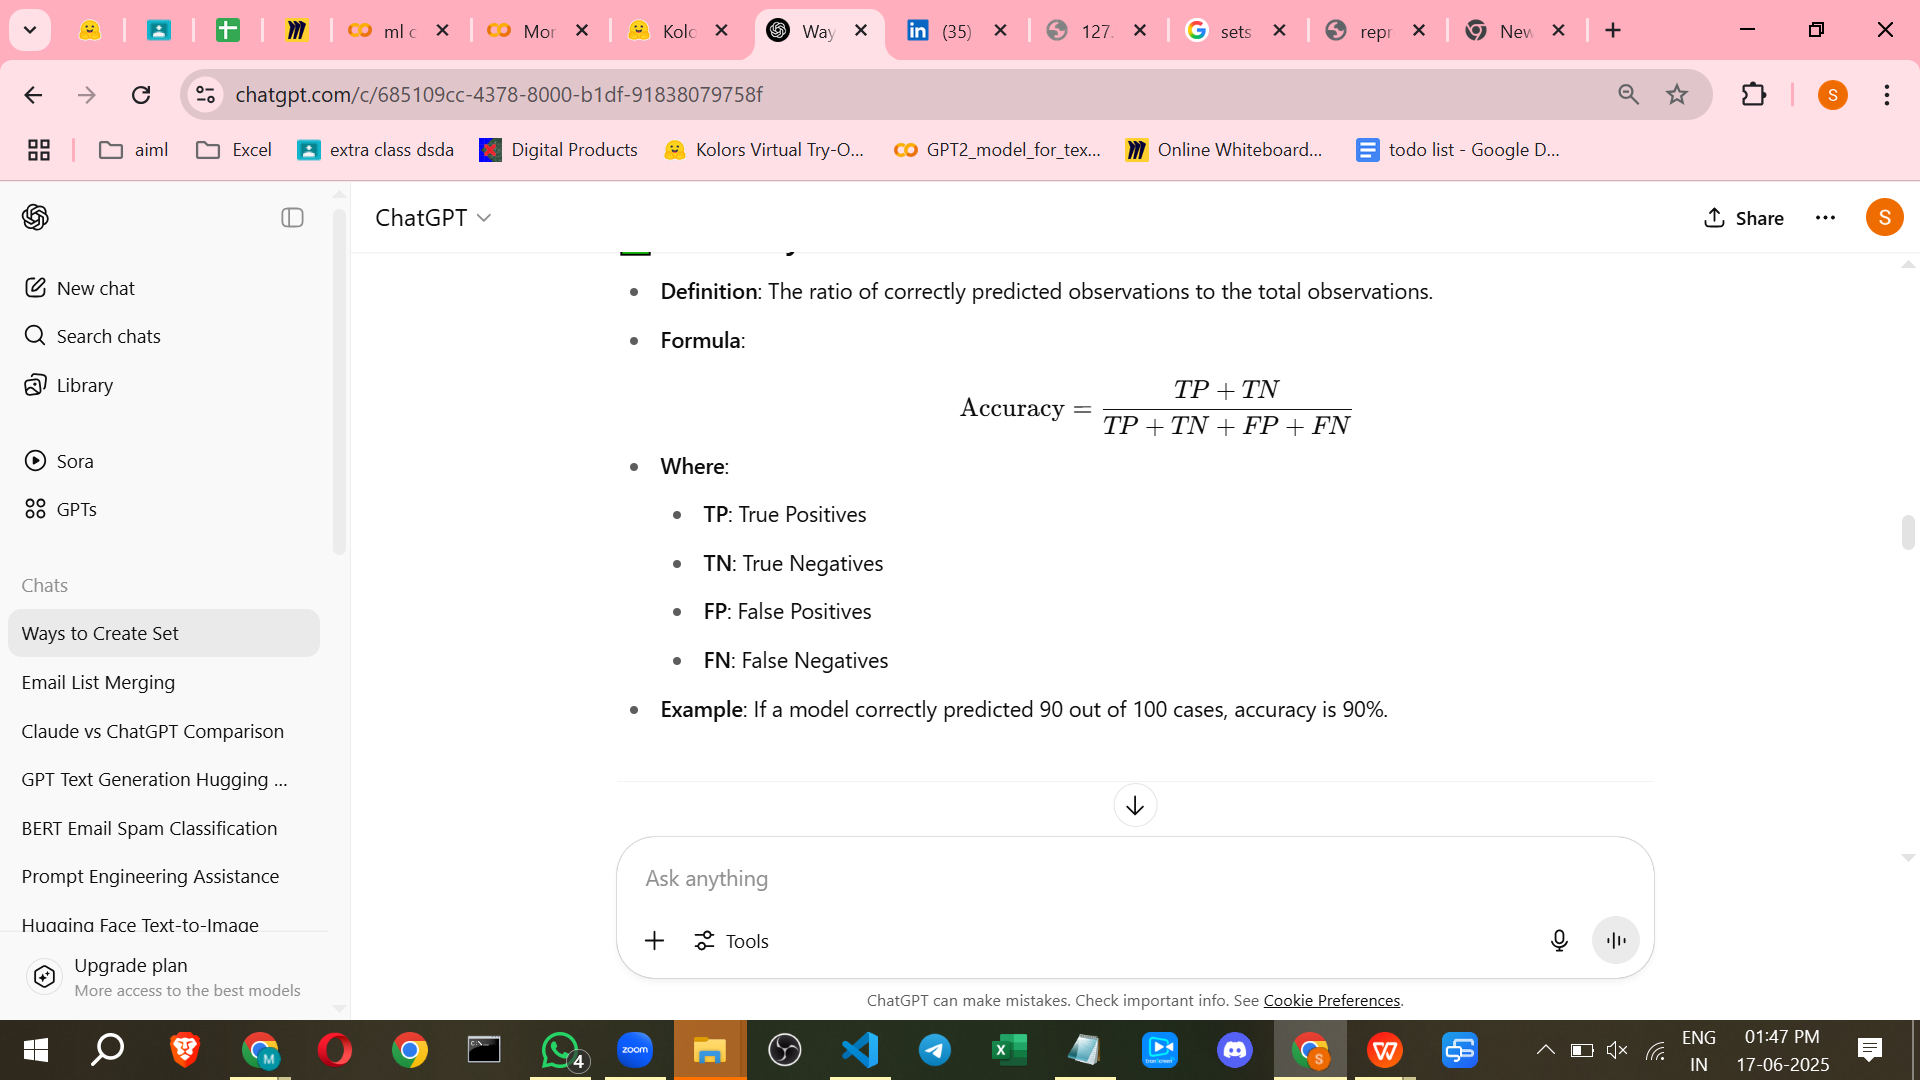 ml c
Mor
Kolo
Way
(35)
127.
sets
repr
New
chatgpt.com/c/685109cc-4378-8000-b1df-91838079758f
S
aiml
Excel
extra class dsda
Digital Products
Kolors Virtual Try-O...
GPT2_model_for_tex...
Online Whiteboard...
todo list - Google D...
ChatGPT
Share
S
New chat
Search chats
Library
Sora
GPTs
Chats
Ways to Create Set
Email List Merging
Claude vs ChatGPT Comparison
GPT Text Generation Hugging ...
BERT Email Spam Classification
Prompt Engineering Assistance
Hugging Face Text-to-Image
Upgrade plan
More access to the best models
Definition: The ratio of correctly predicted observations to the total observations.
Formula:
Accuracy = TP + TN / TP + TN + FP + FN
Where:
TP: True Positives
TN: True Negatives
FP: False Positives
FN: False Negatives
Example: If a model correctly predicted 90 out of 100 cases, accuracy is 90%.
Ask anything
Tools
ChatGPT can make mistakes. Check important info. See Cookie Preferences.
M
4
zoom
S
ENG
IN
01:47 PM
17-06-2025